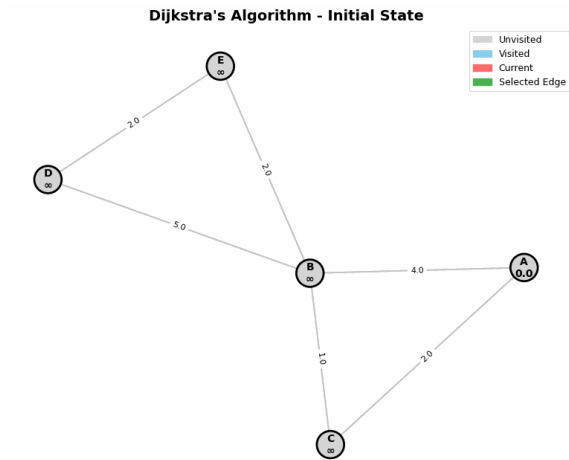 Dijkstra's Algorithm - Initial State
Unvisited
Visited
Current
Selected Edge
E
∞
2.0
D
∞
2.0
5.0
B
∞
4.0
A
0.0
1.0
2.0
C
∞